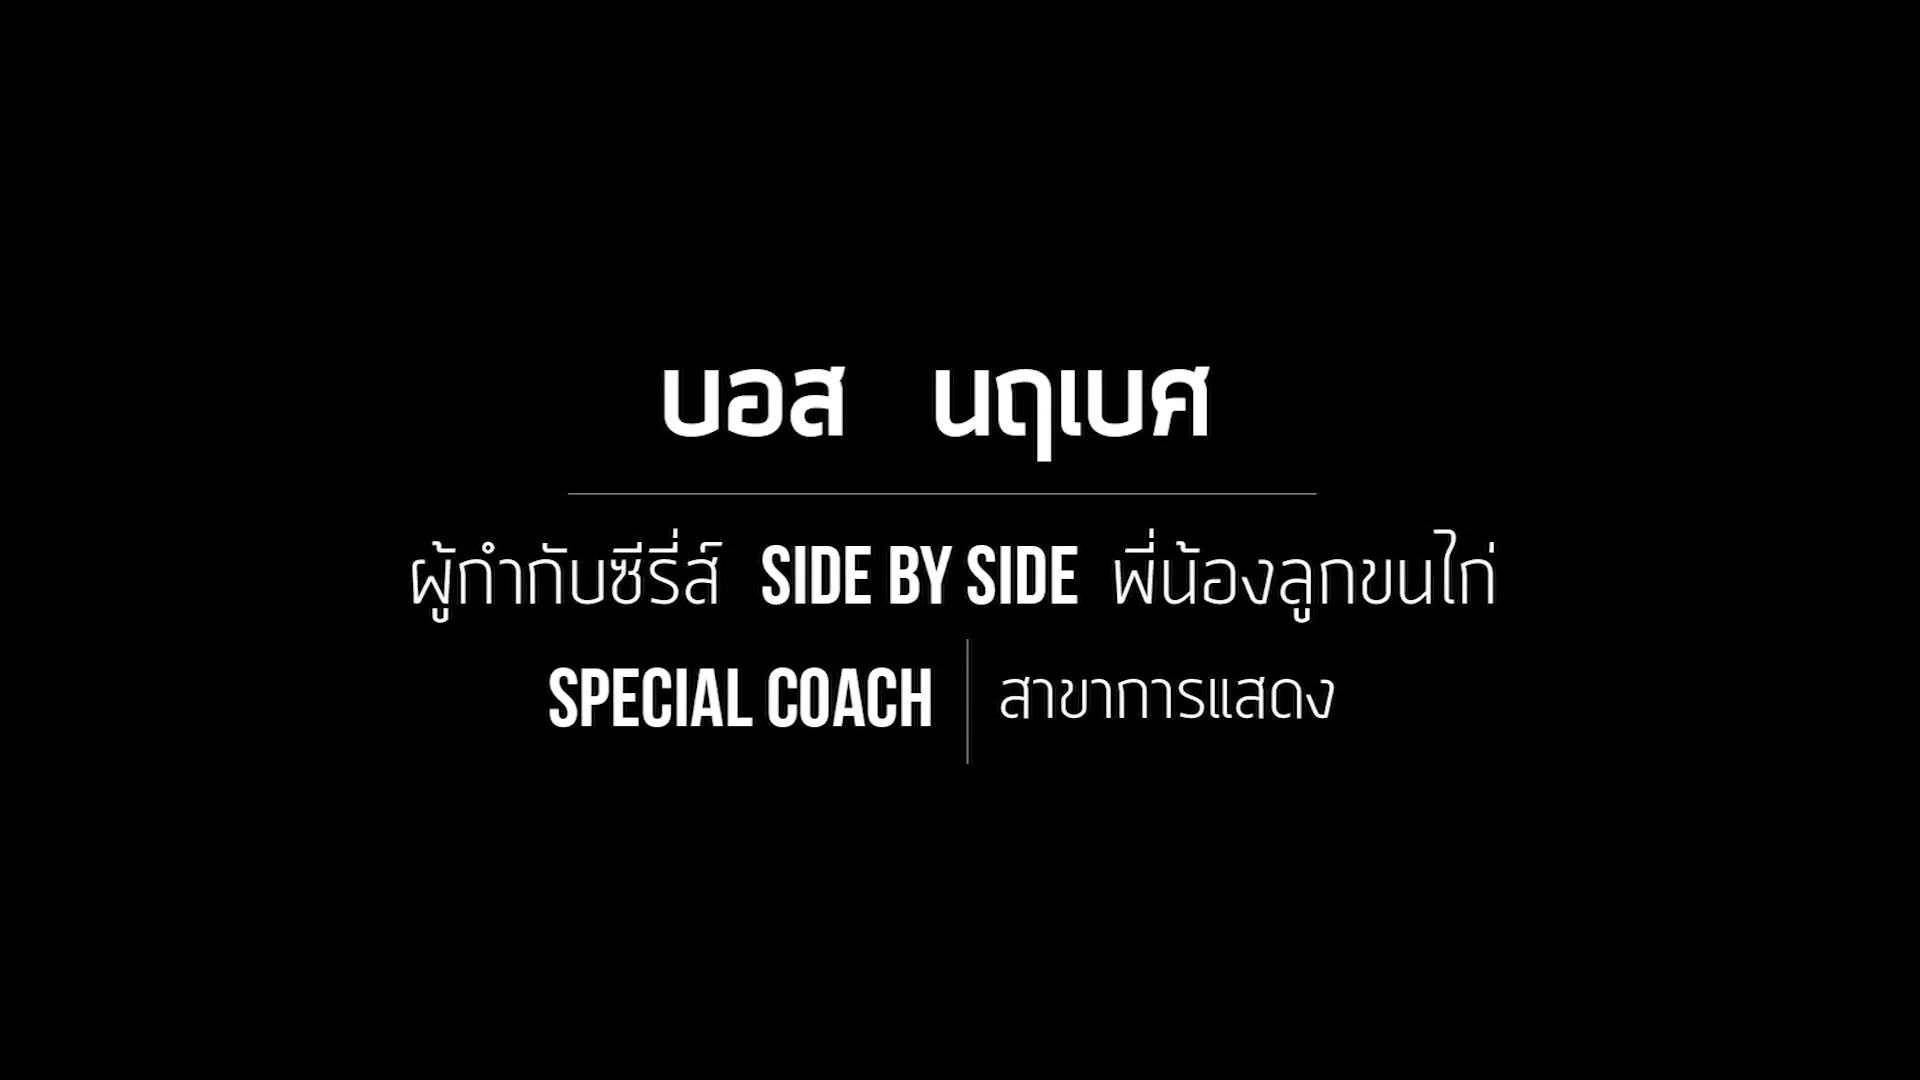 บอส นฤเบศ
ผู้กำกับซีรี่ส์ SIDE BY SIDE พี่น้องลูกขนไก่
SPECIAL COACH | สาขาการแสดง